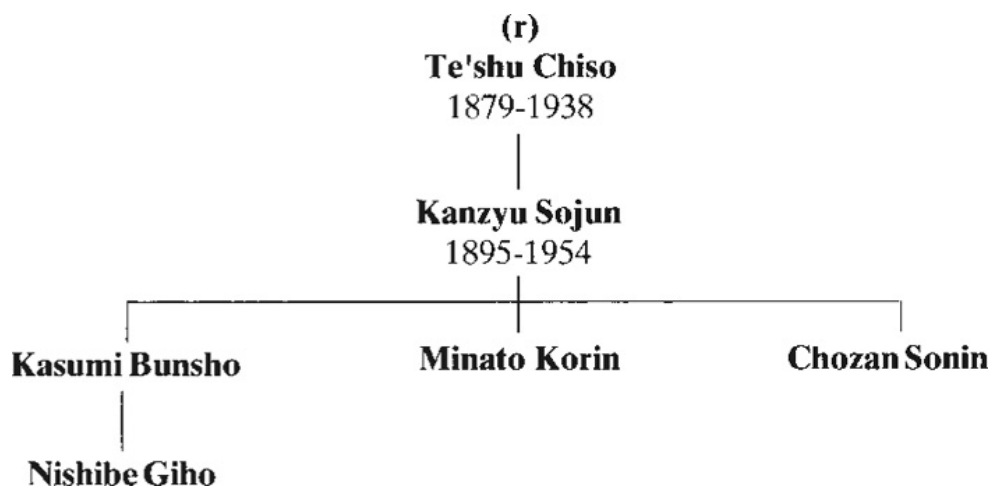 (r)
Te'shu Chiso
1879-1938
Kanzyu Sojun
1895-1954
Kasumi Bunsho
Minato Korin
Chozan Sonin
Nishibe Giho